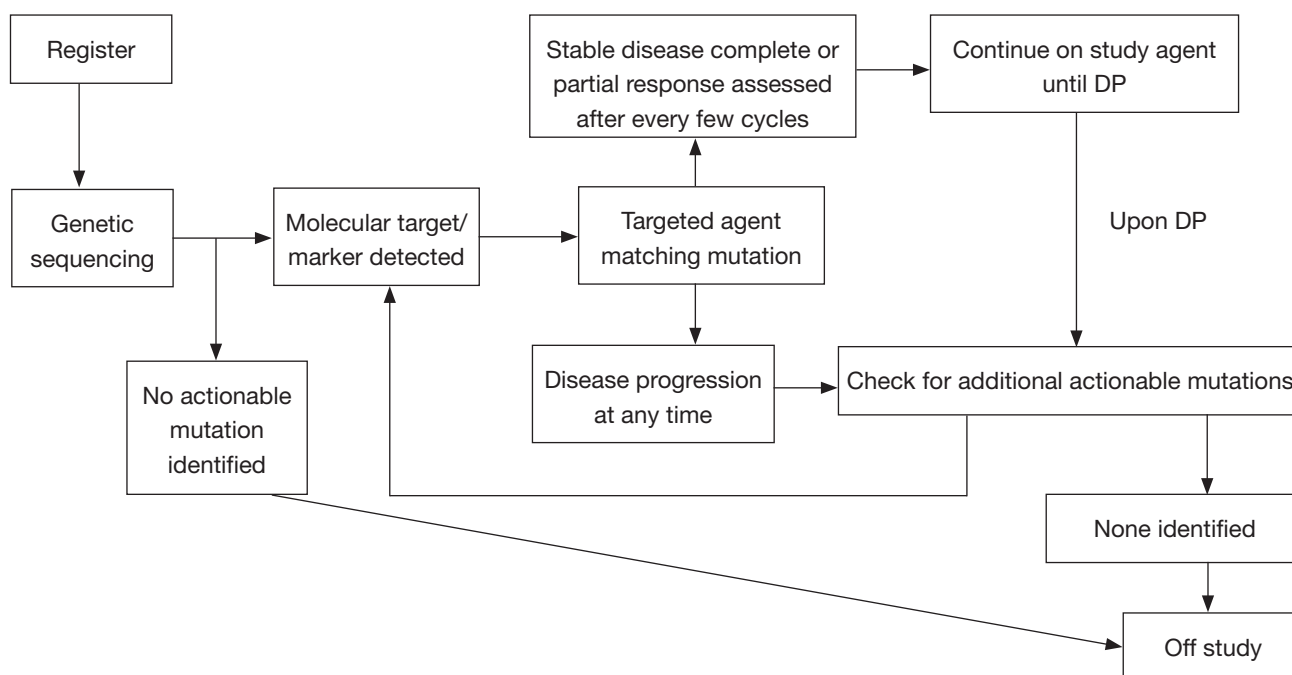 Register
Genetic
sequencing
Molecular target/
marker detected
No actionable
mutation
identified
Targeted agent
matching mutation
Stable disease complete or
partial response assessed
after every few cycles
Continue on study agent
until DP
Upon DP
Disease progression
at any time
Check for additional actionable mutations
None identified
Off study